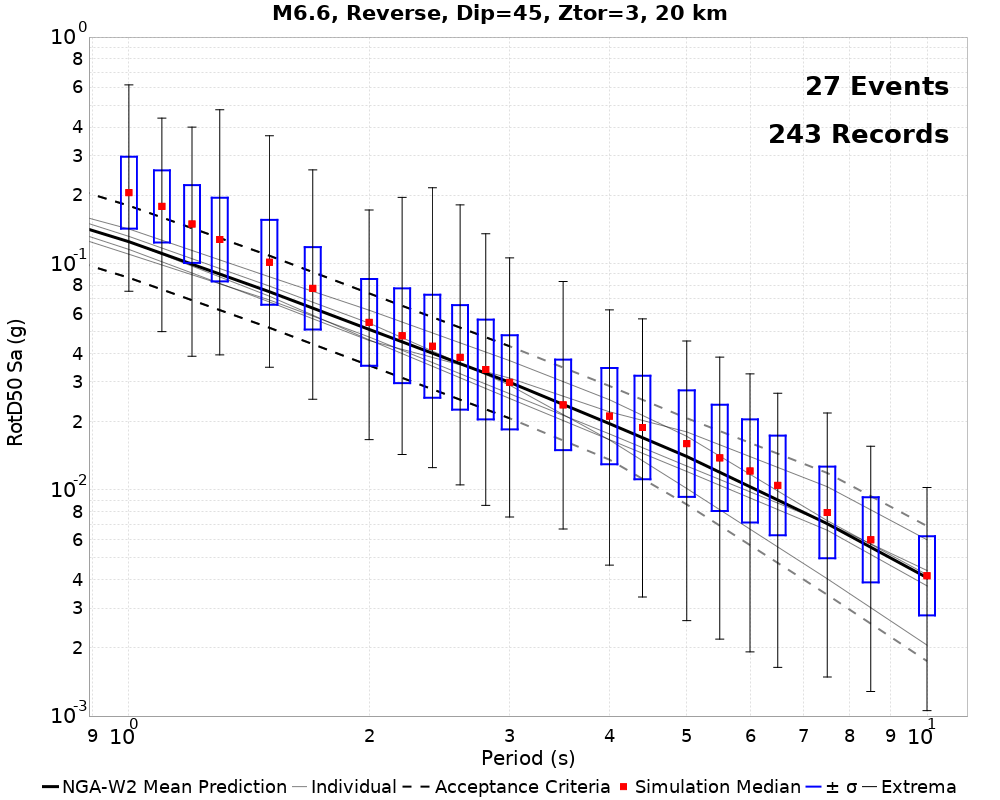 M6.6, Reverse, Dip=45, Ztor=3, 20 km
27 Events
243 Records
RotD50 Sa (g)
10^0
8
6
4
3
2
10^-1
8
6
4
3
2
10^-2
8
6
4
3
2
10^-3
9 10^0 2 3 4 5 6 7 8 9 10^1
Period (s)
NGA-W2 Mean Prediction Individual Acceptance Criteria Simulation Median ± σ Extrema